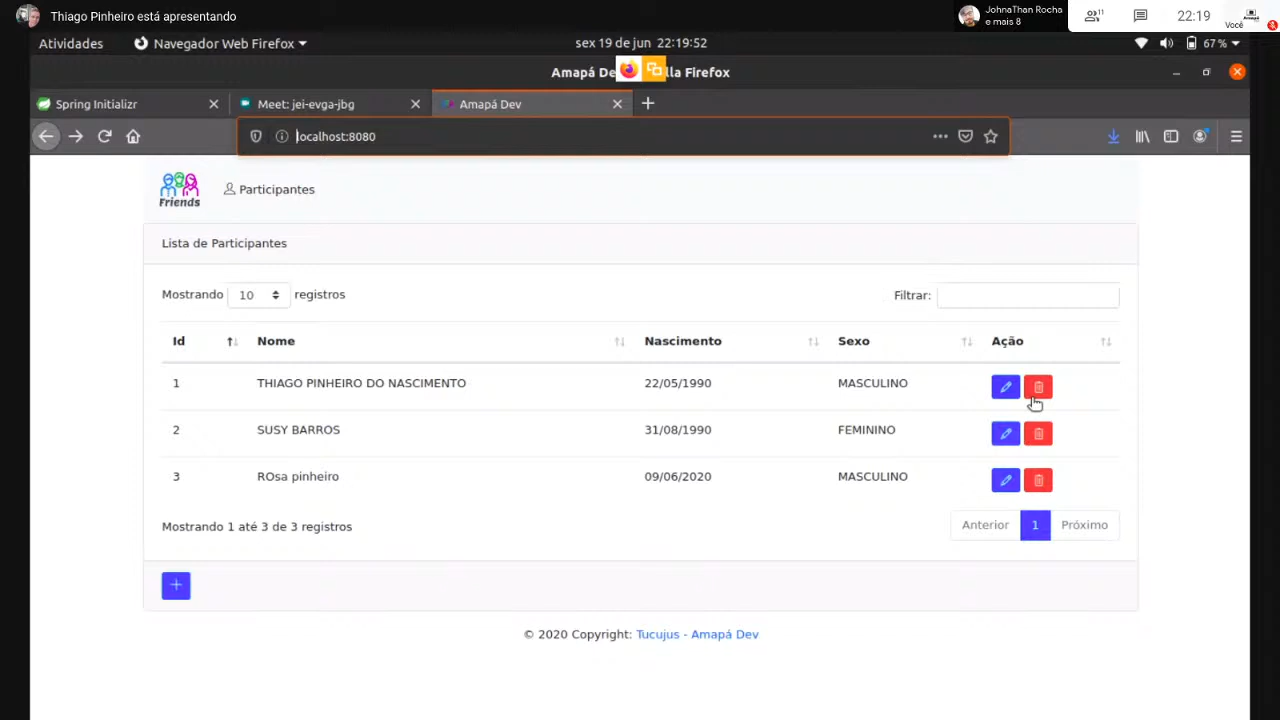 Thiago Pinheiro está apresentando
JohnaThan Rocha
e mais 8
11
22:19
Você
Atividades
Navegador Web Firefox
sex 19 de jun 22:19:52
67 %
Amapá De
lla Firefox
Spring Initializr
Meet: jei-evga-jbg
Amapá Dev
localhost:8080
Friends
Participantes
Lista de Participantes
Mostrando 10 registros
Filtrar:
Id Nome Nascimento Sexo Ação
1 THIAGO PINHEIRO DO NASCIMENTO 22/05/1990 MASCULINO
2 SUSY BARROS 31/08/1990 FEMININO
3 ROsa pinheiro 09/06/2020 MASCULINO
Mostrando 1 até 3 de 3 registros
Anterior 1 Próximo
+
© 2020 Copyright: Tucujus - Amapá Dev